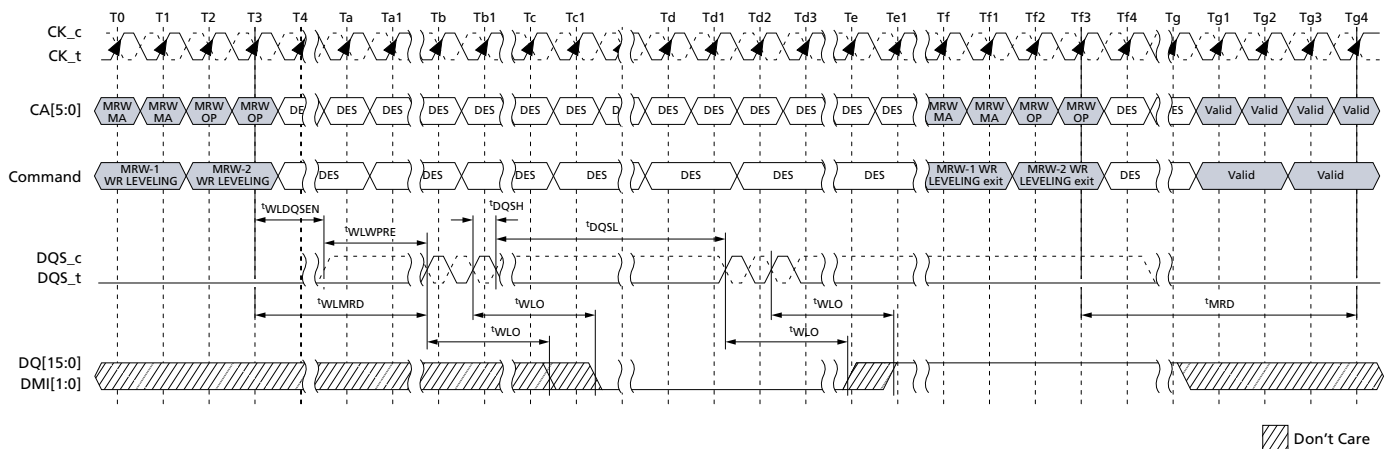 T0 T1 T2 T3 T4 Ta Ta1 Tb Tb1 Tc Tc1 Td Td1 Td2 Td3 Te Te1 Tf Tf1 Tf2 Tf3 Tf4 Tg Tg1 Tg2 Tg3 Tg4
CK_c
CK_t
CA[5:0] MRW MA MRW MA MRW OP MRW OP DE DES DES DES DES DES DES D DES DES DES DES DES DES MRW MA MRW MA MRW OP MRW OP DES ES Valid Valid Valid Valid
Command MRW-1 WR LEVELING MRW-2 WR LEVELING DES DES DES DES DES DES DES MRW-1 WR LEVELING exit MRW-2 WR LEVELING exit DES Valid Valid
tWLDQSEN tDQSH
tWLWPRE tDQSL
DQS_c
DQS_t
tWLMRD tWLO tWLO tMRD
tWLO tWLO
DQ[15:0]
DMI[1:0]
Don't Care